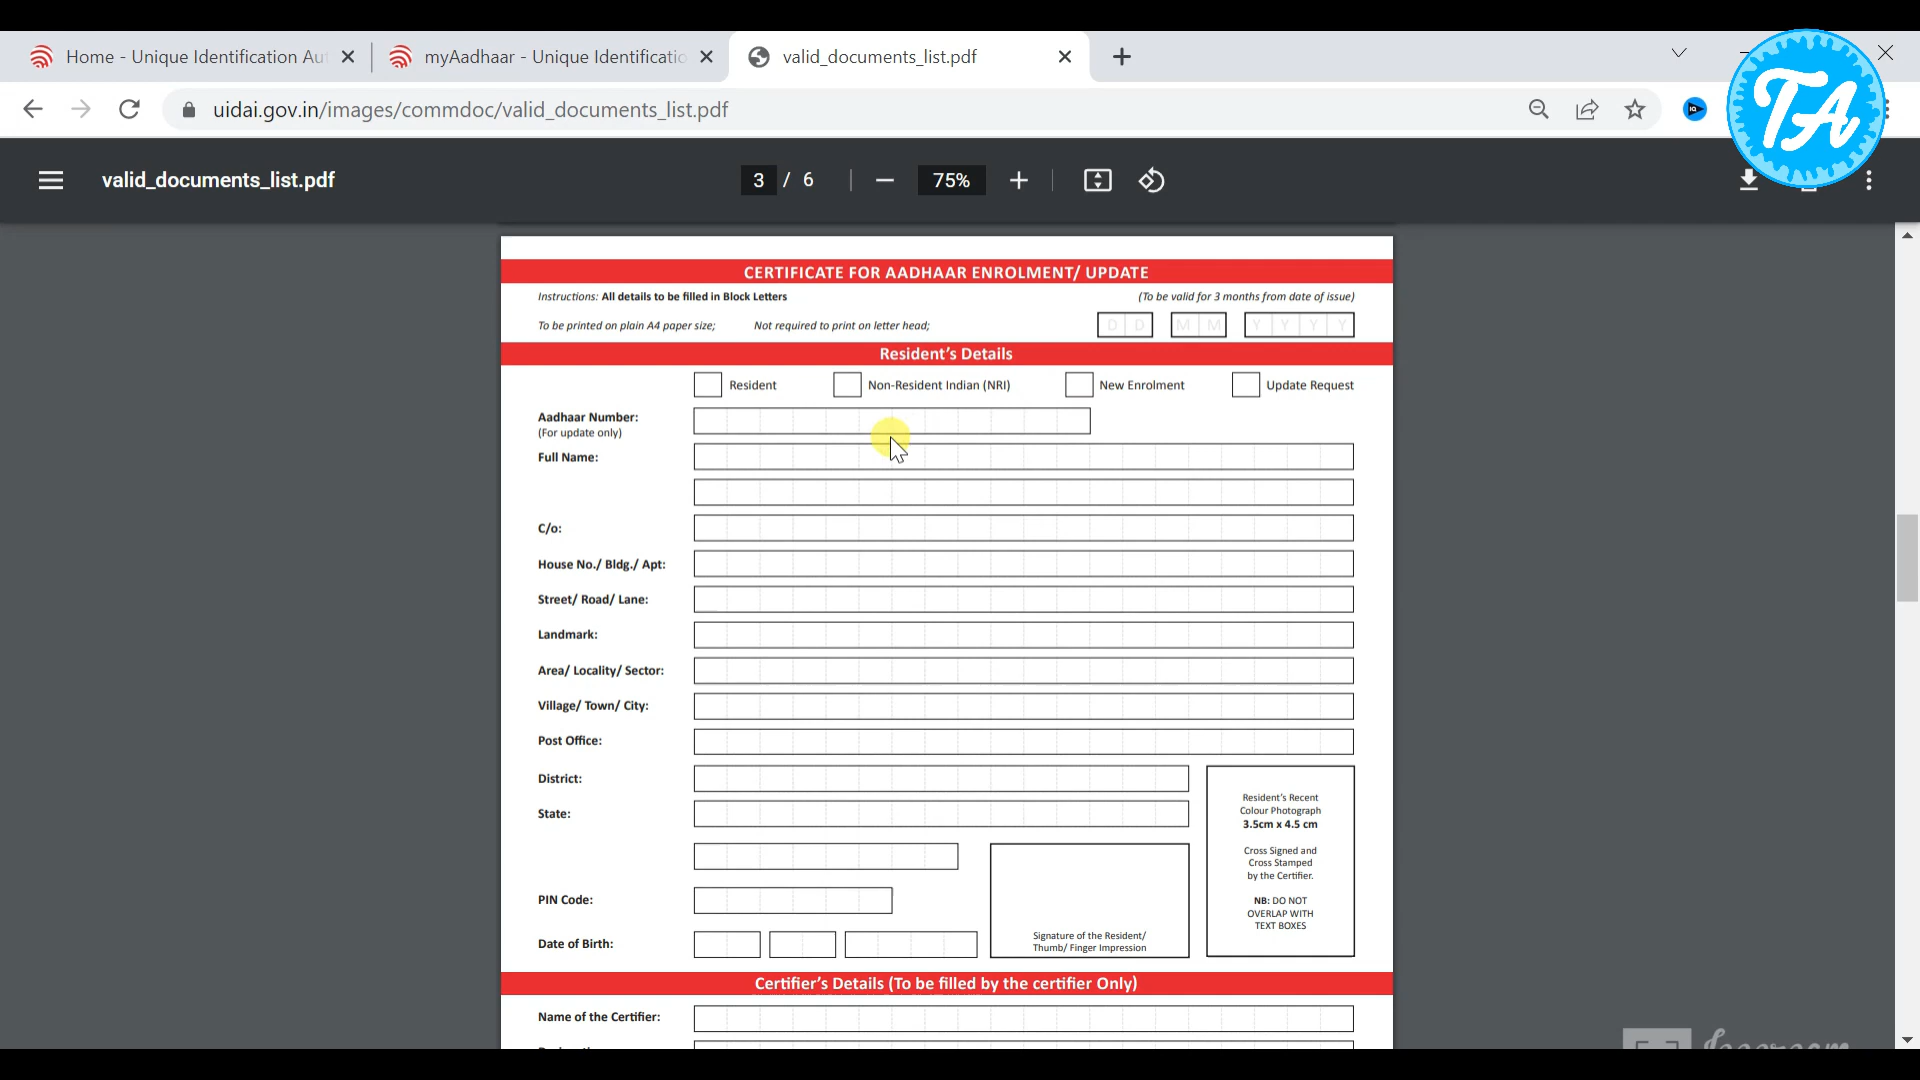 Home - Unique Identification Au
myAadhaar - Unique Identificatio
valid_documents_list.pdf
uidai.gov.in/images/commdoc/valid_documents_list.pdf
TA
valid_documents_list.pdf
3 / 6
75%
CERTIFICATE FOR AADHAAR ENROLMENT/ UPDATE
Instructions: All details to be filled in Block Letters
(To be valid for 3 months from date of issue)
To be printed on plain A4 paper size; Not required to print on letter head;
D D M M Y Y Y Y
Resident's Details
Resident Non-Resident Indian (NRI) New Enrolment Update Request
Aadhaar Number:
(For update only)
Full Name:
C/o:
House No./ Bldg./ Apt:
Street/ Road/ Lane:
Landmark:
Area/ Locality/ Sector:
Village/ Town/ City:
Post Office:
District:
State:
PIN Code:
Date of Birth:
Signature of the Resident/
Thumb/ Finger Impression
Resident's Recent
Colour Photograph
3.5cm x 4.5 cm
Cross Signed and
Cross Stamped
by the Certifier.
NB: DO NOT
OVERLAP WITH
TEXT BOXES
Certifier's Details (To be filled by the certifier Only)
Name of the Certifier: